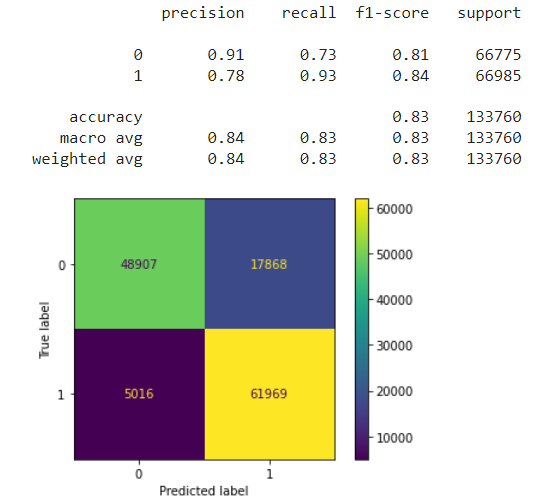 precision recall f1-score support
0 0.91 0.73 0.81 66775
1 0.78 0.93 0.84 66985
accuracy 0.83 133760
macro avg 0.84 0.83 0.83 133760
weighted avg 0.84 0.83 0.83 133760
60000
50000
40000
30000
20000
10000
True label
0 48907 17868
1 5016 61969
0 1
Predicted label